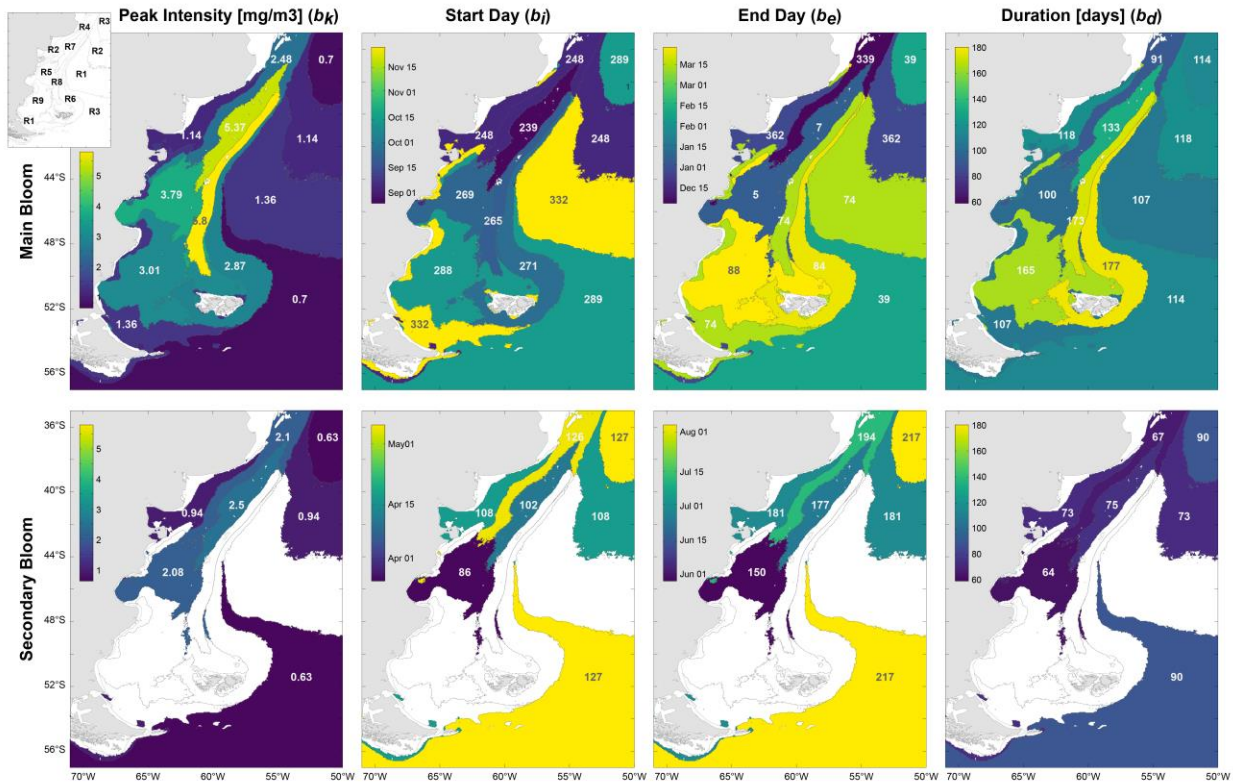 Peak Intensity [mg/m3] (bk)
Start Day (bi)
End Day (be)
Duration [days] (bd)
R3
R4
R2
R7
R2
R5
R1
R8
R9
R6
R3
R1
Main Bloom
44°S
48°S
52°S
56°S
5
4
3
2
2.48
0.7
1.14
5.37
1.14
3.79
1.36
5.8
3.01
2.87
1.36
0.7
Nov 15
Nov 01
Oct 15
Oct 01
Sep 15
Sep 01
248
289
248
239
248
269
332
265
288
271
332
289
Mar 15
Mar 01
Feb 15
Feb 01
Jan 15
Jan 01
Dec 15
339
39
362
7
362
5
74
74
88
84
74
39
180
160
140
120
100
80
60
91
114
118
133
118
100
107
173
165
177
107
114
Secondary Bloom
36°S
40°S
44°S
48°S
52°S
56°S
5
4
3
2
1
2.1
0.63
0.94
2.5
0.94
2.08
0.63
May01
Apr 15
Apr 01
126
127
108
102
108
86
127
Aug 01
Jul 15
Jul 01
Jun 15
Jun 01
194
217
181
177
181
150
217
180
160
140
120
100
80
60
67
90
73
75
73
64
90
70°W 65°W 60°W 55°W 50°W
70°W 65°W 60°W 55°W 50°W
70°W 65°W 60°W 55°W 50°W
70°W 65°W 60°W 55°W 50°W